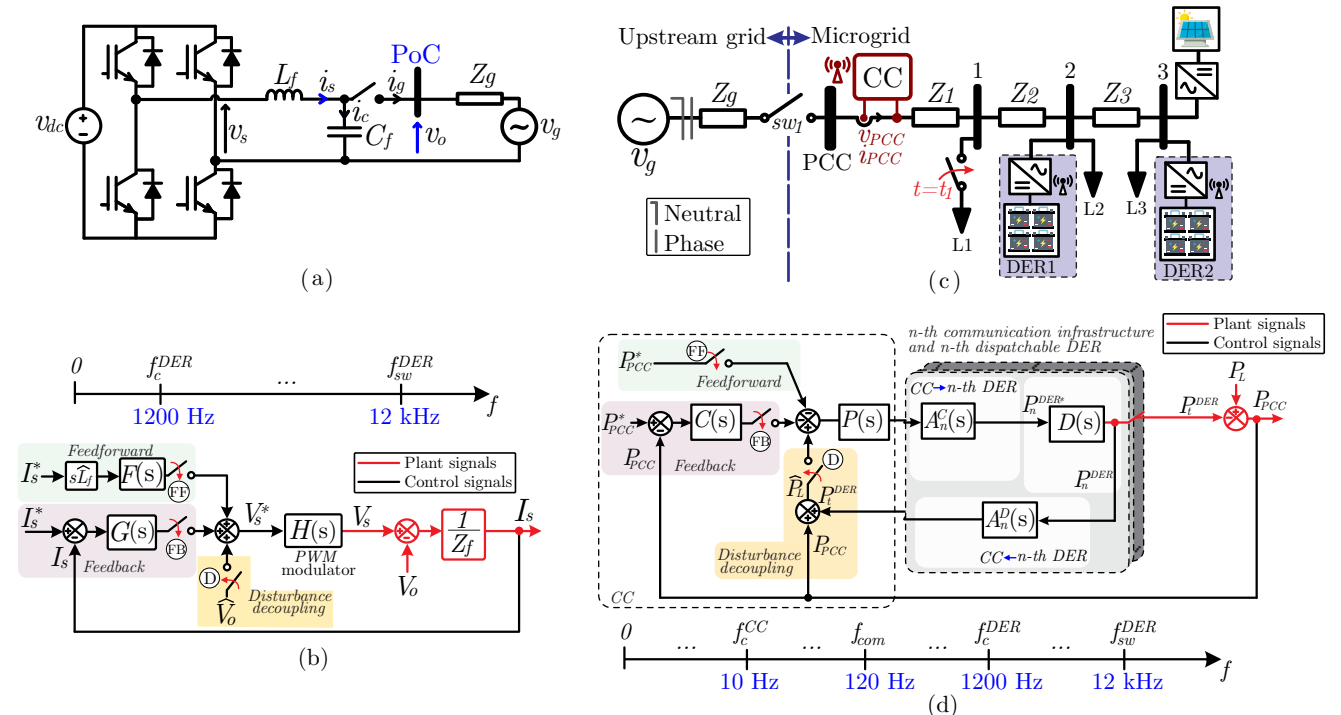 v_dc
L_f
i_s
i_c
C_f
v_s
i_g
PoC
v_o
Z_g
v_g
(a)
Upstream grid
Microgrid
v_g
Z_g
sw_1
PCC
CC
v_PCC
i_PCC
Z1
1
Z2
2
Z3
3
t=t_1
L1
L2
L3
DER1
DER2
Neutral
Phase
(c)
0
f_c^DER
...
f_sw^DER
f
1200 Hz
12 kHz
Feedforward
I_s^*
sL̂_f
F(s)
FF
I_s^*
G(s)
FB
I_s
Feedback
V_s^*
H(s)
PWM
modulator
V_s
V_o
1
Z_f
I_s
D
V̂_o
Disturbance
decoupling
Plant signals
Control signals
(b)
P_PCC^*
FF
Feedforward
P_PCC^*
C(s)
FB
P_PCC
Feedback
P(s)
D
P̂_L
P_t^DER
P_PCC
Disturbance
decoupling
CC
n-th communication infrastructure
and n-th dispatchable DER
CC→n-th DER
A_n^C(s)
P_n^DER*
D(s)
P_n^DER
A_n^D(s)
CC←n-th DER
Plant signals
Control signals
P_t^DER
P_L
P_PCC
0
...
f_c^CC
...
f_com
...
f_c^DER
...
f_sw^DER
f
10 Hz
120 Hz
1200 Hz
12 kHz
(d)